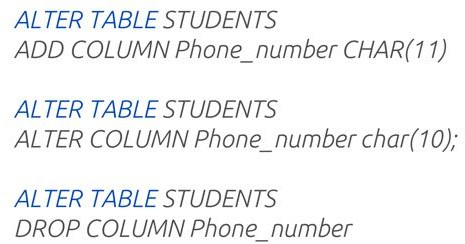 ALTER TABLE STUDENTS
ADD COLUMN Phone_number CHAR(11)
ALTER TABLE STUDENTS
ALTER COLUMN Phone_number char(10);
ALTER TABLE STUDENTS
DROP COLUMN Phone_number